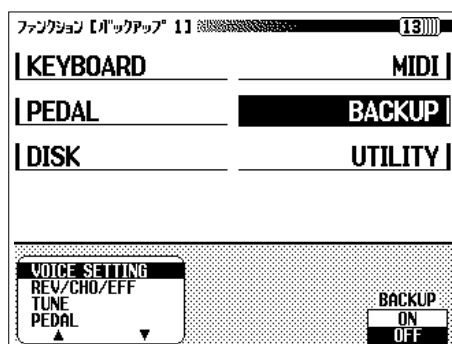 ファンクション【バックアップ 1】 13
KEYBOARD MIDI
PEDAL BACKUP
DISK UTILITY
VOICE SETTING
REV/CHO/EFF
TUNE
PEDAL
▲ ▼
BACKUP
ON
OFF